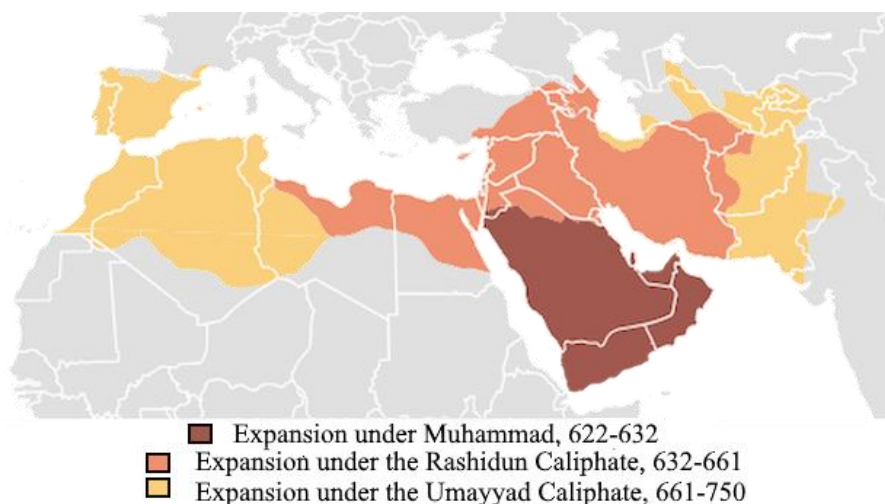 Expansion under Muhammad, 622-632
Expansion under the Rashidun Caliphate, 632-661
Expansion under the Umayyad Caliphate, 661-750